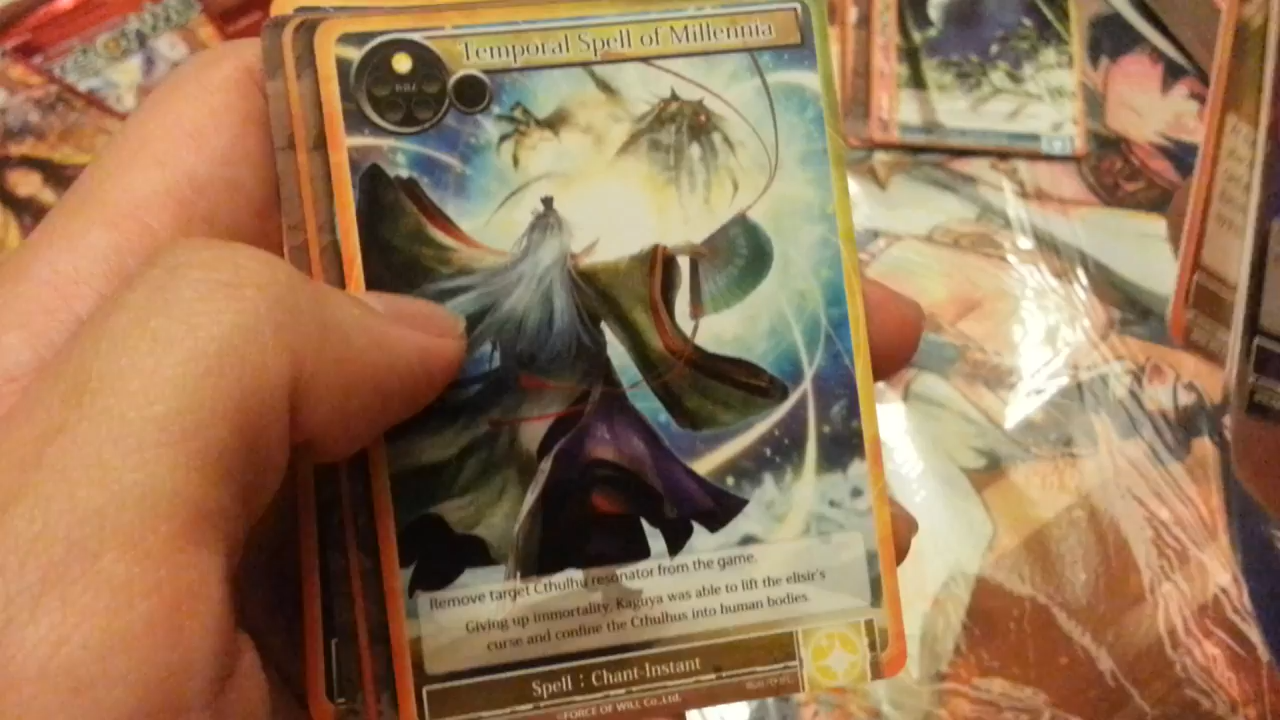 Temporal Spell of Millennia
Remove target Cthulhu resonator from the game.
Giving up immortality, Kaguya was able to lift the elisir's
curse and confine the Cthulhus into human bodies.
Spell : Chant-Instant
©FORCE OF WILL Co.,Ltd.